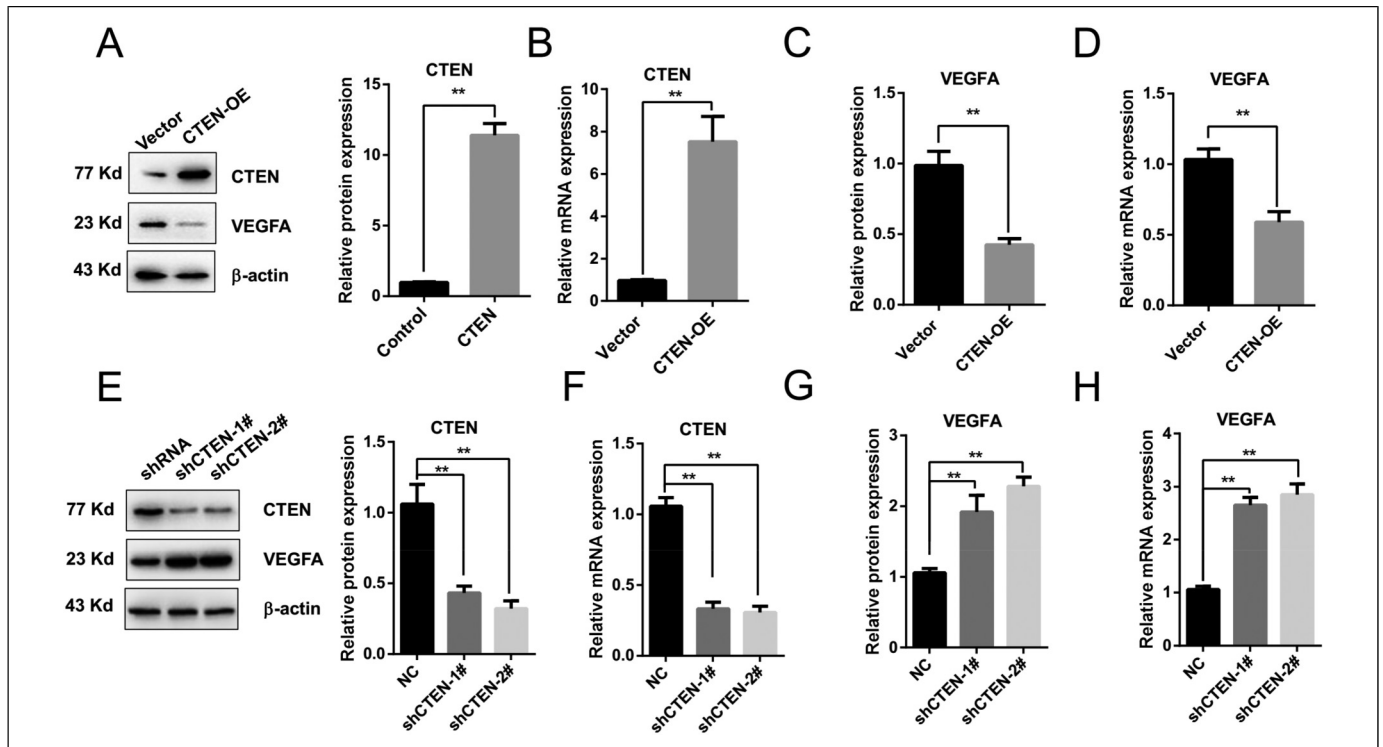 A
Vector
CTEN-OE
77 Kd
CTEN
23 Kd
VEGFA
43 Kd
β-actin
CTEN
Relative protein expression
15
10
5
0
**
Control
CTEN
B
CTEN
Relative mRNA expression
10
8
6
4
2
0
**
Vector
CTEN-OE
C
VEGFA
Relative protein expression
1.5
1.0
0.5
0.0
**
Vector
CTEN-OE
D
VEGFA
Relative mRNA expression
1.5
1.0
0.5
0.0
**
Vector
CTEN-OE
E
shRNA
shCTEN-1#
shCTEN-2#
77 Kd
CTEN
23 Kd
VEGFA
43 Kd
β-actin
CTEN
Relative protein expression
1.5
1.0
0.5
0.0
**
**
NC
shCTEN-1#
shCTEN-2#
F
CTEN
Relative mRNA expression
1.5
1.0
0.5
0.0
**
**
NC
shCTEN-1#
shCTEN-2#
G
VEGFA
Relative protein expression
3
2
1
0
**
**
NC
shCTEN-1#
shCTEN-2#
H
VEGFA
Relative mRNA expression
4
3
2
1
0
**
**
NC
shCTEN-1#
shCTEN-2#